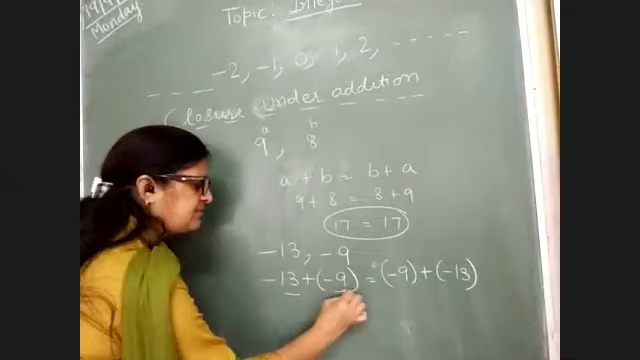 Monday
Topic: Integ
- - - -2, -1, 0, 1, 2, - - - - -
Closure under addition
a b
9, 8
a + b = b + a
9 + 8 = 8 + 9
17 = 17
-13, -9
-13 + (-9) = (-9) + (-13)